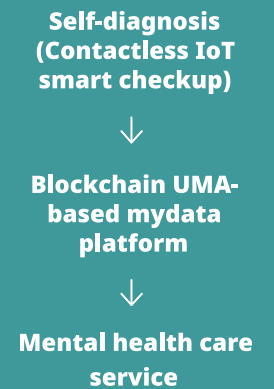 Self-diagnosis
(Contactless IoT
smart checkup)
Blockchain UMA-
based mydata
platform
Mental health care
service